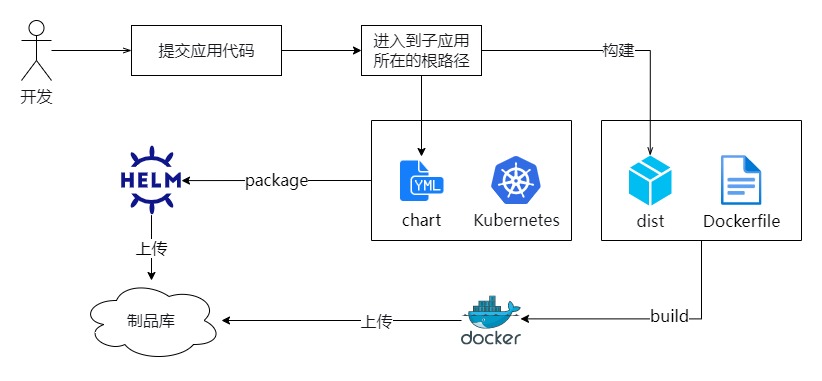 开发
提交应用代码
进入到子应用
所在的根路径
构建
YML
chart
Kubernetes
dist
Dockerfile
HELM
package
上传
制品库
上传
docker
build